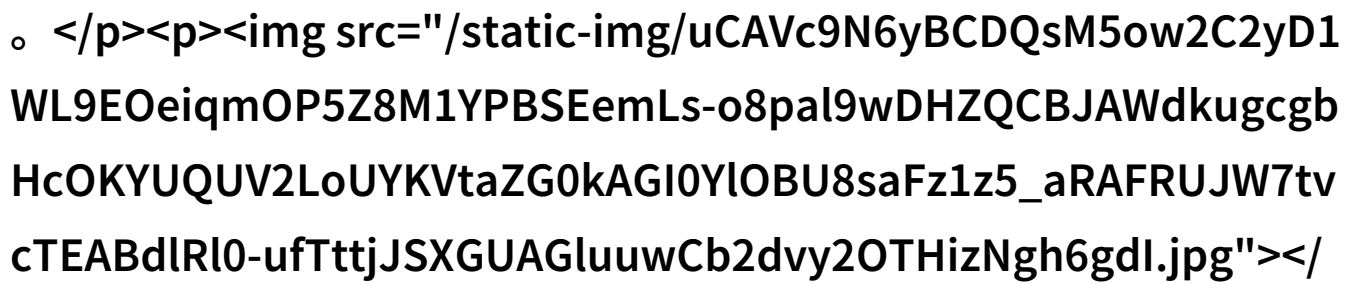 。</p><p><img src="/static-img/uCAVc9N6yBCDQsM5ow2C2yD1
WL9EOeiqmOP5Z8M1YPBSEemLs-o8pal9wDHZQCBJAWdkugcgb
HcOKYUQUV2LoUYKVtaZG0kAGI0YlOBU8saFz1z5_aRAFRUJW7tv
cTEABdlRl0-ufTttjJSXGUAGluuwCb2dvy2OTHizNgh6gdI.jpg"></